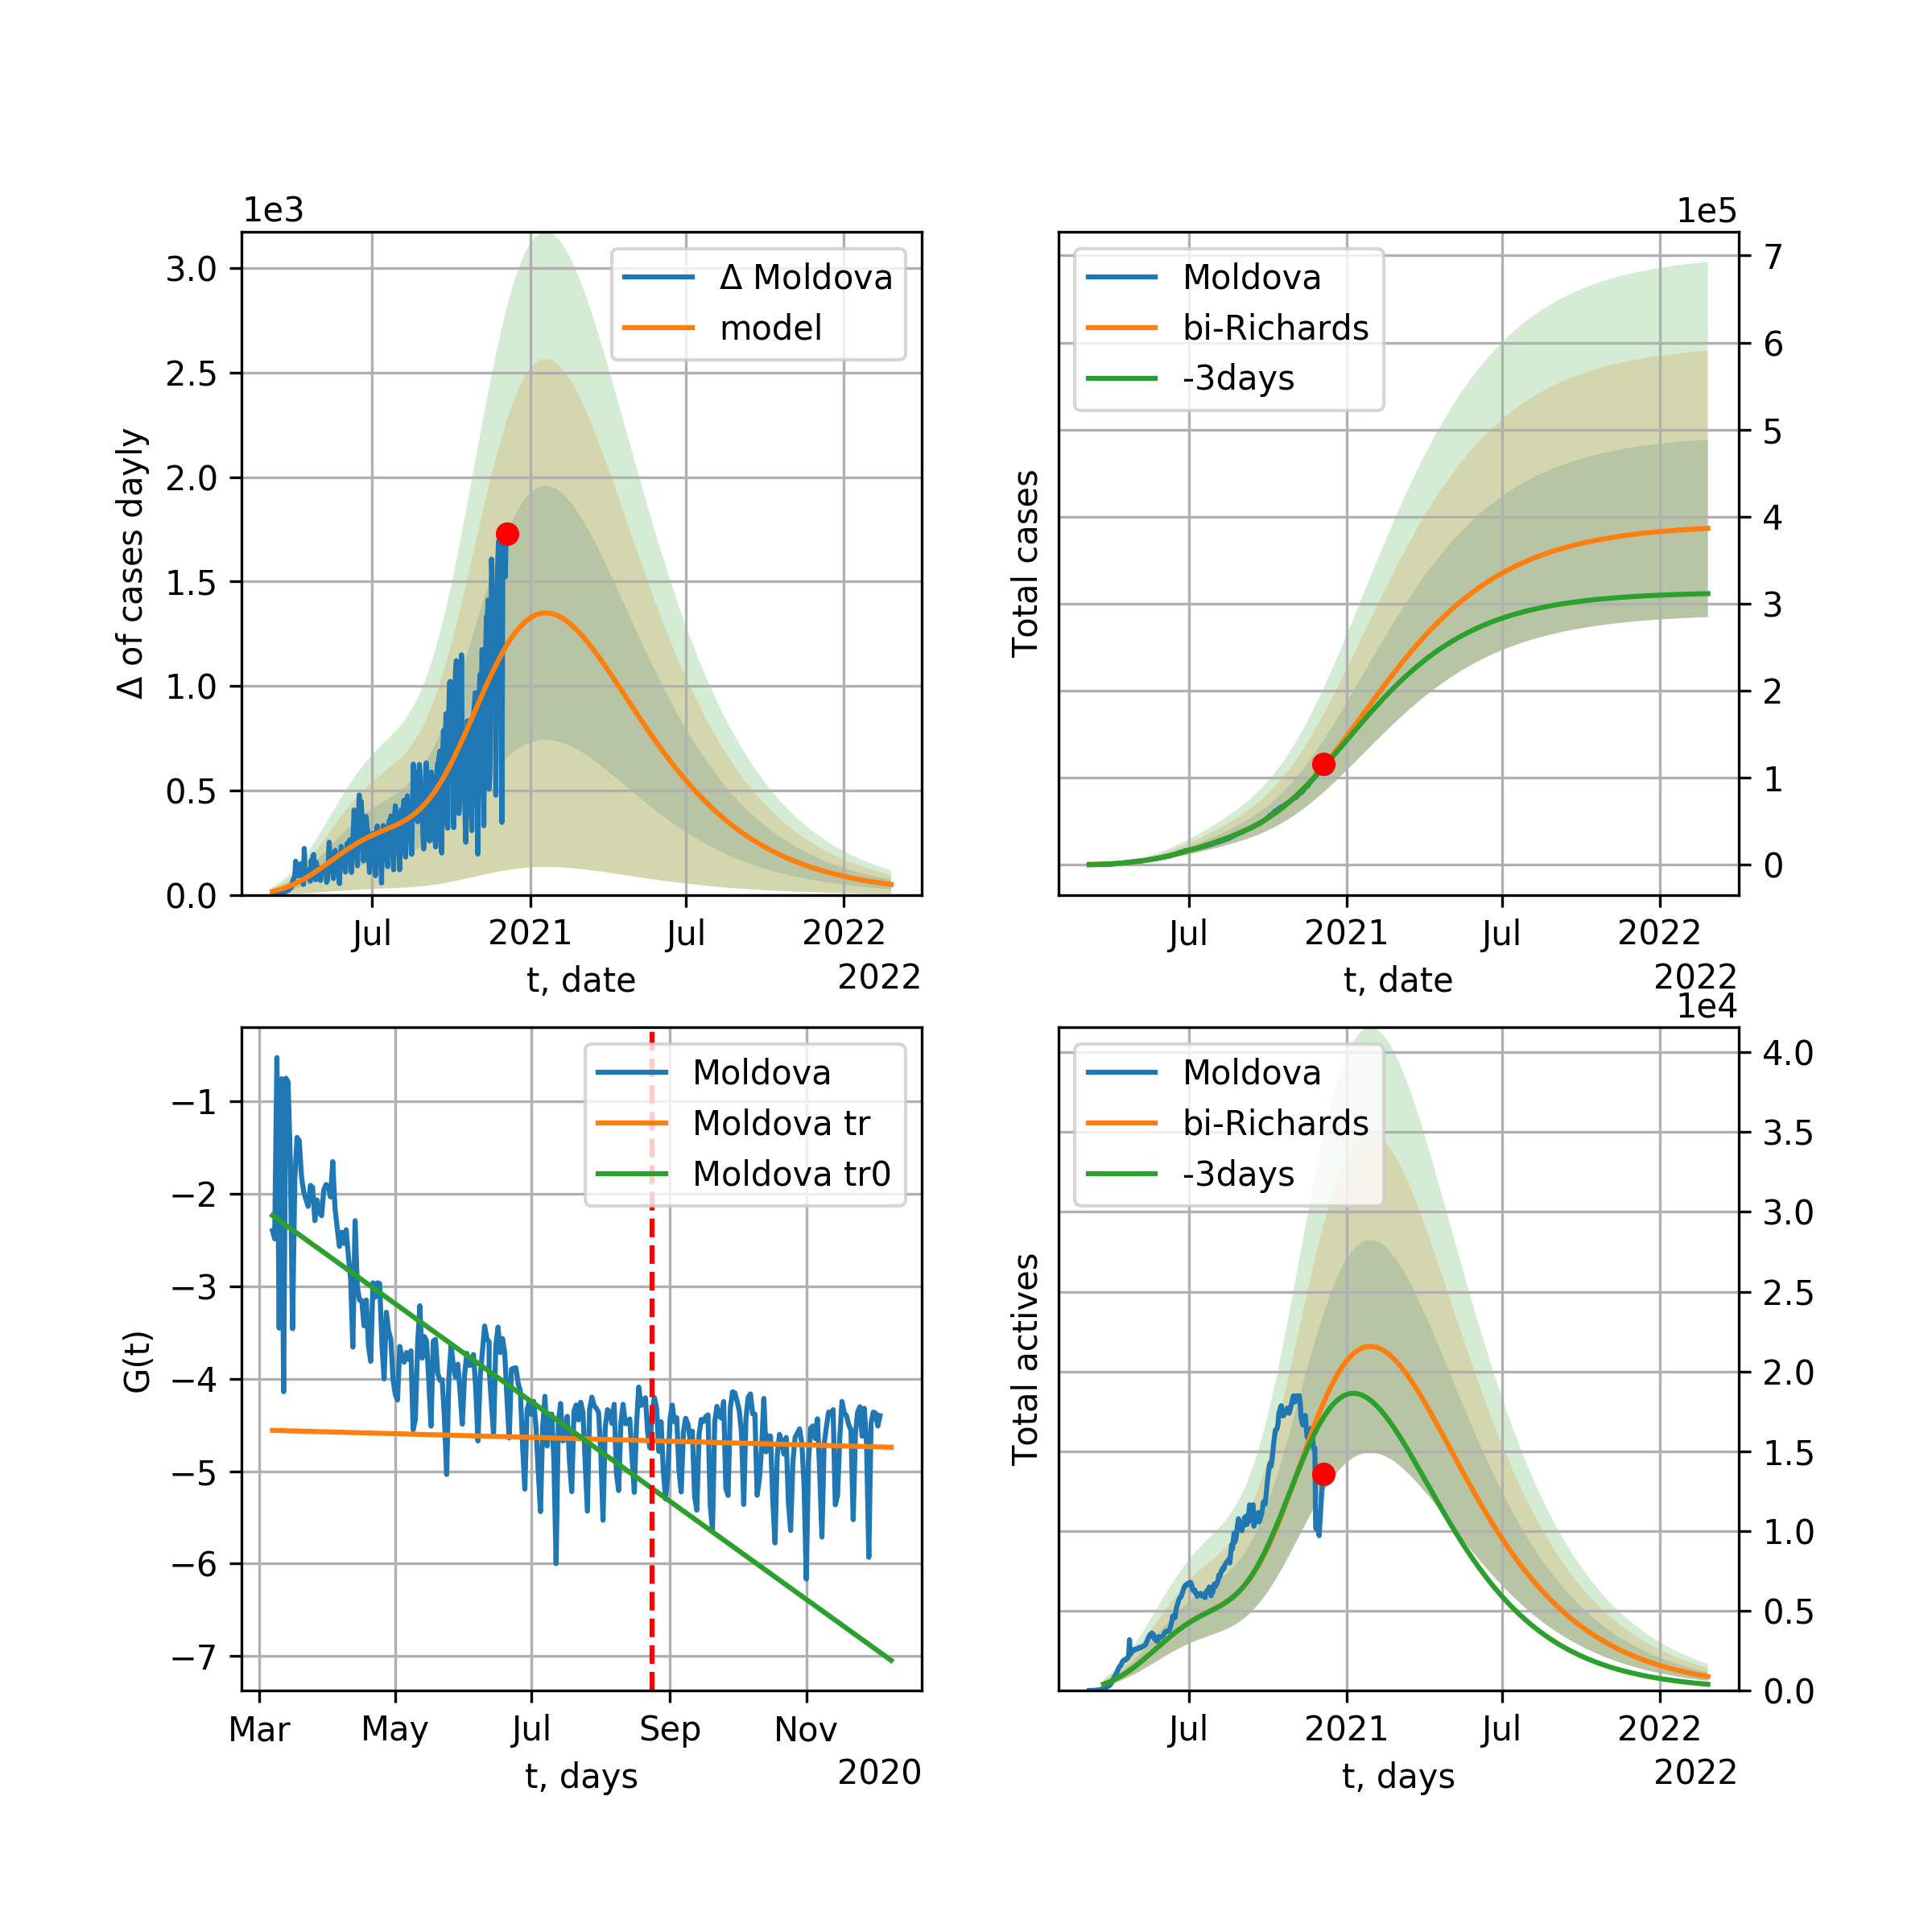 1e3
3.0
2.5
2.0
1.5
1.0
0.5
0.0
Δ of cases dayly
Δ Moldova
model
Jul
2021
Jul
2022
t, date
2022
1e5
7
6
5
4
3
2
1
0
Total cases
Moldova
bi-Richards
-3days
Jul
2021
Jul
2022
t, date
2022
−1
−2
−3
−4
−5
−6
−7
G(t)
Moldova
Moldova tr
Moldova tr0
Mar
May
Jul
Sep
Nov
t, days
2020
1e4
4.0
3.5
3.0
2.5
2.0
1.5
1.0
0.5
0.0
Total actives
Moldova
bi-Richards
-3days
Jul
2021
Jul
2022
t, days
2022